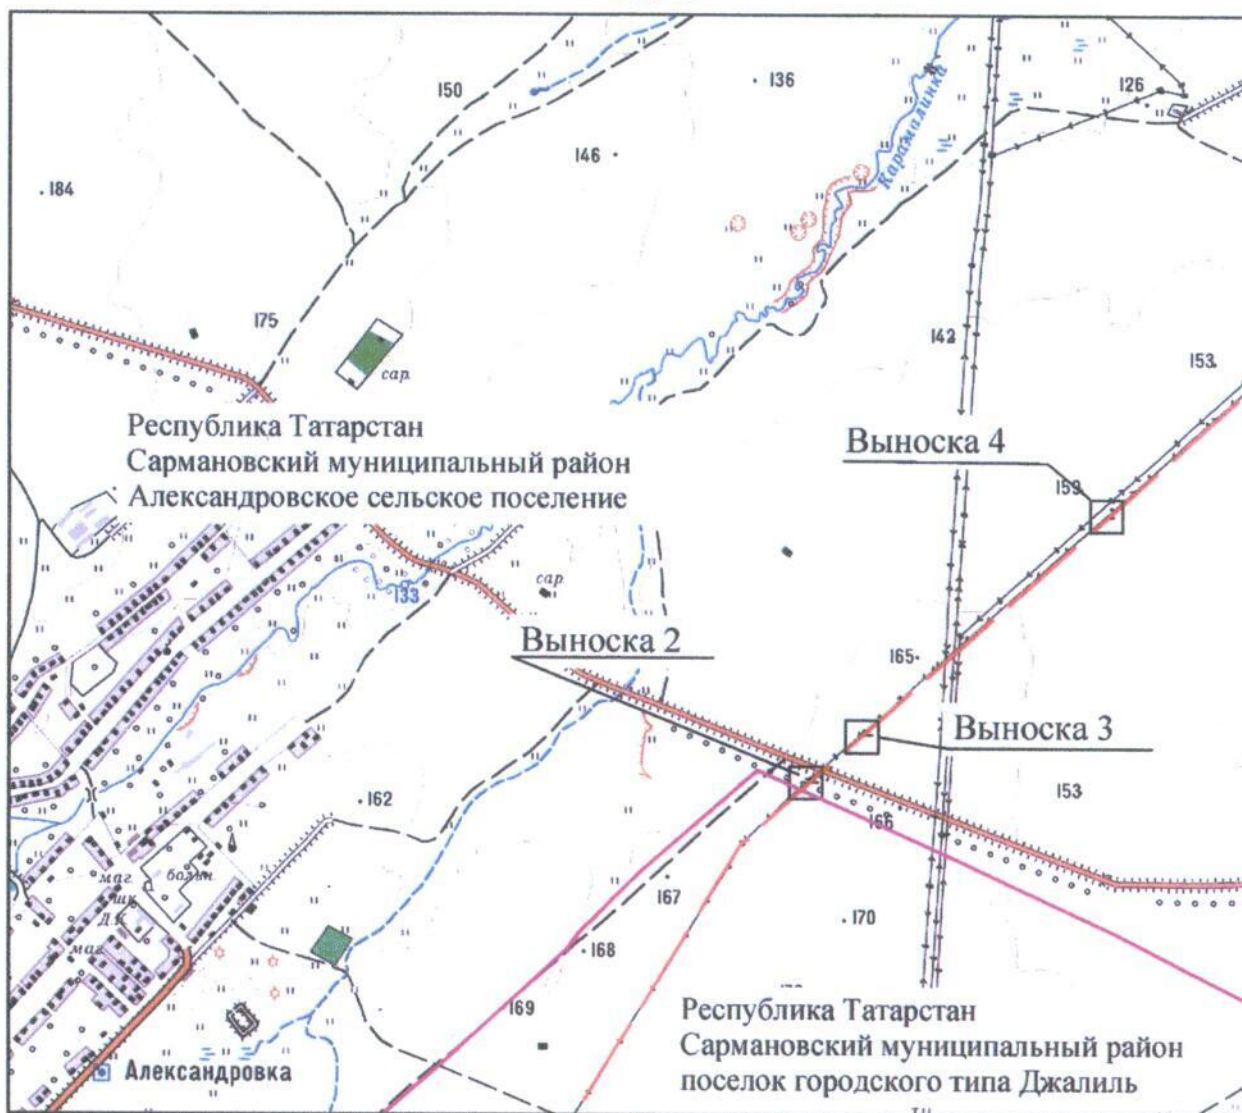 150
136
126
146
Карамалинка
184
175
142
153
сар.
Республика Татарстан
Сармановский муниципальный район
Александровское сельское поселение
Выноска 4
159
133
сар.
Выноска 2
165
Выноска 3
162
153
166
маг.
шк.
Д.К.
больн.
167
170
маг.
168
169
Республика Татарстан
Сармановский муниципальный район
поселок городского типа Джалиль
Александровка